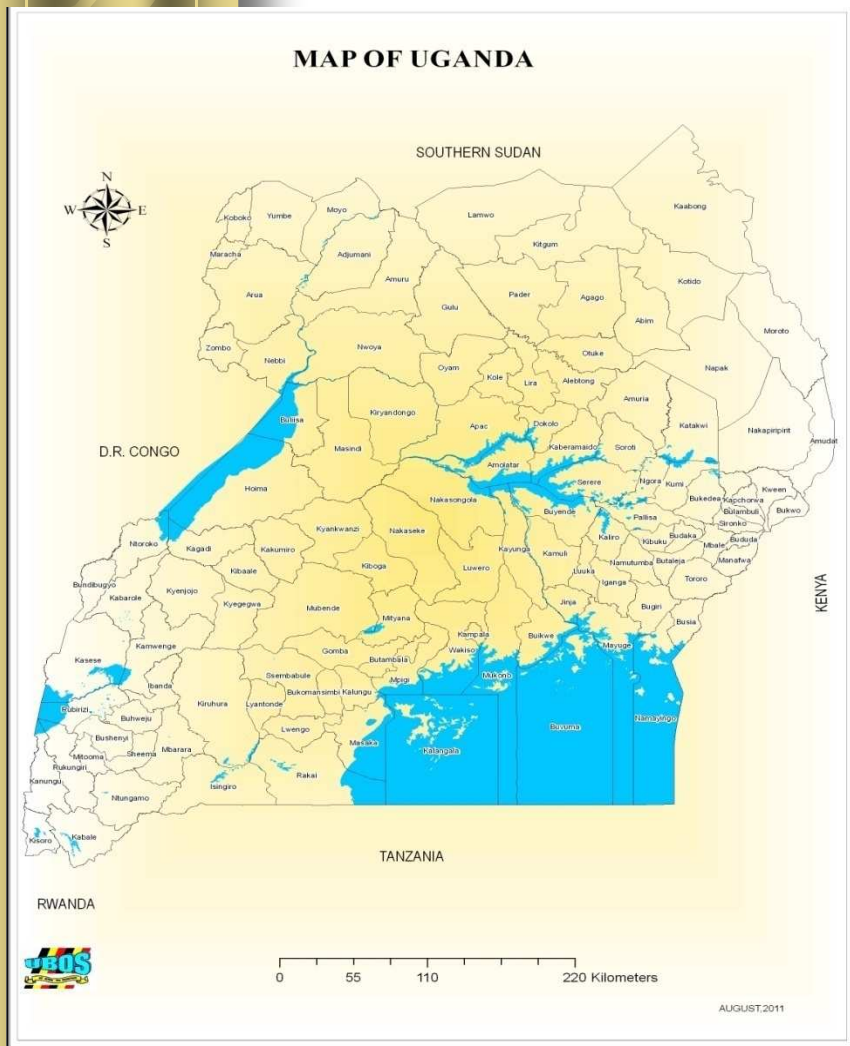 MAP OF UGANDA
SOUTHERN SUDAN
N
W E
S
Kaabong
Koboko
Yumbe
Moyo
Lamwo
Kitgum
Maracha
Adjumani
Amuru
Arua
Gulu
Pader
Agago
Kotido
Abim
Moroto
Zombo
Nebbi
Nwoya
Oyam
Kole
Lira
Otuke
Alebtong
Napak
Amuria
Katakwi
Nakapiripirit
Amudat
Buliisa
Kiryandongo
Masindi
Apac
Dokolo
Kaberamaido
Soroti
D.R. CONGO
Hoima
Amolatar
Nakasongola
Serere
Ngora
Kumi
Bukedea
Kapchorwa
Kween
Bukwo
Bulambuli
Sironko
Buyende
Pallisa
Ntoroko
Kagadi
Kakumiro
Kyankwanzi
Nakaseke
Kayunga
Kamuli
Kaliro
Kibuku
Budaka
Mbale
Bududa
Manafwa
Bundibugyo
Kabarole
Kyenjojo
Kibaale
Kiboga
Luwero
Luuka
Namutumba
Butaleja
Iganga
Tororo
KENYA
Kyegegwa
Mubende
Mityana
Jinja
Bugiri
Busia
Kamwenge
Kasese
Gomba
Butambala
Kampala
Wakiso
Buikwe
Mayuge
Mpigi
Mukono
Ibanda
Kiruhura
Ssembabule
Lyantonde
Bukomansimbi
Kalungu
Rubirizi
Buhweju
Bushenyi
Sheema
Mbarara
Mitooma
Rukungiri
Kanungu
Lwengo
Masaka
Kalangala
Buvuma
Namayingo
Ntungamo
Isingiro
Rakai
Kisoro
Kabale
TANZANIA
RWANDA
UBOS
0 55 110 220 Kilometers
AUGUST,2011